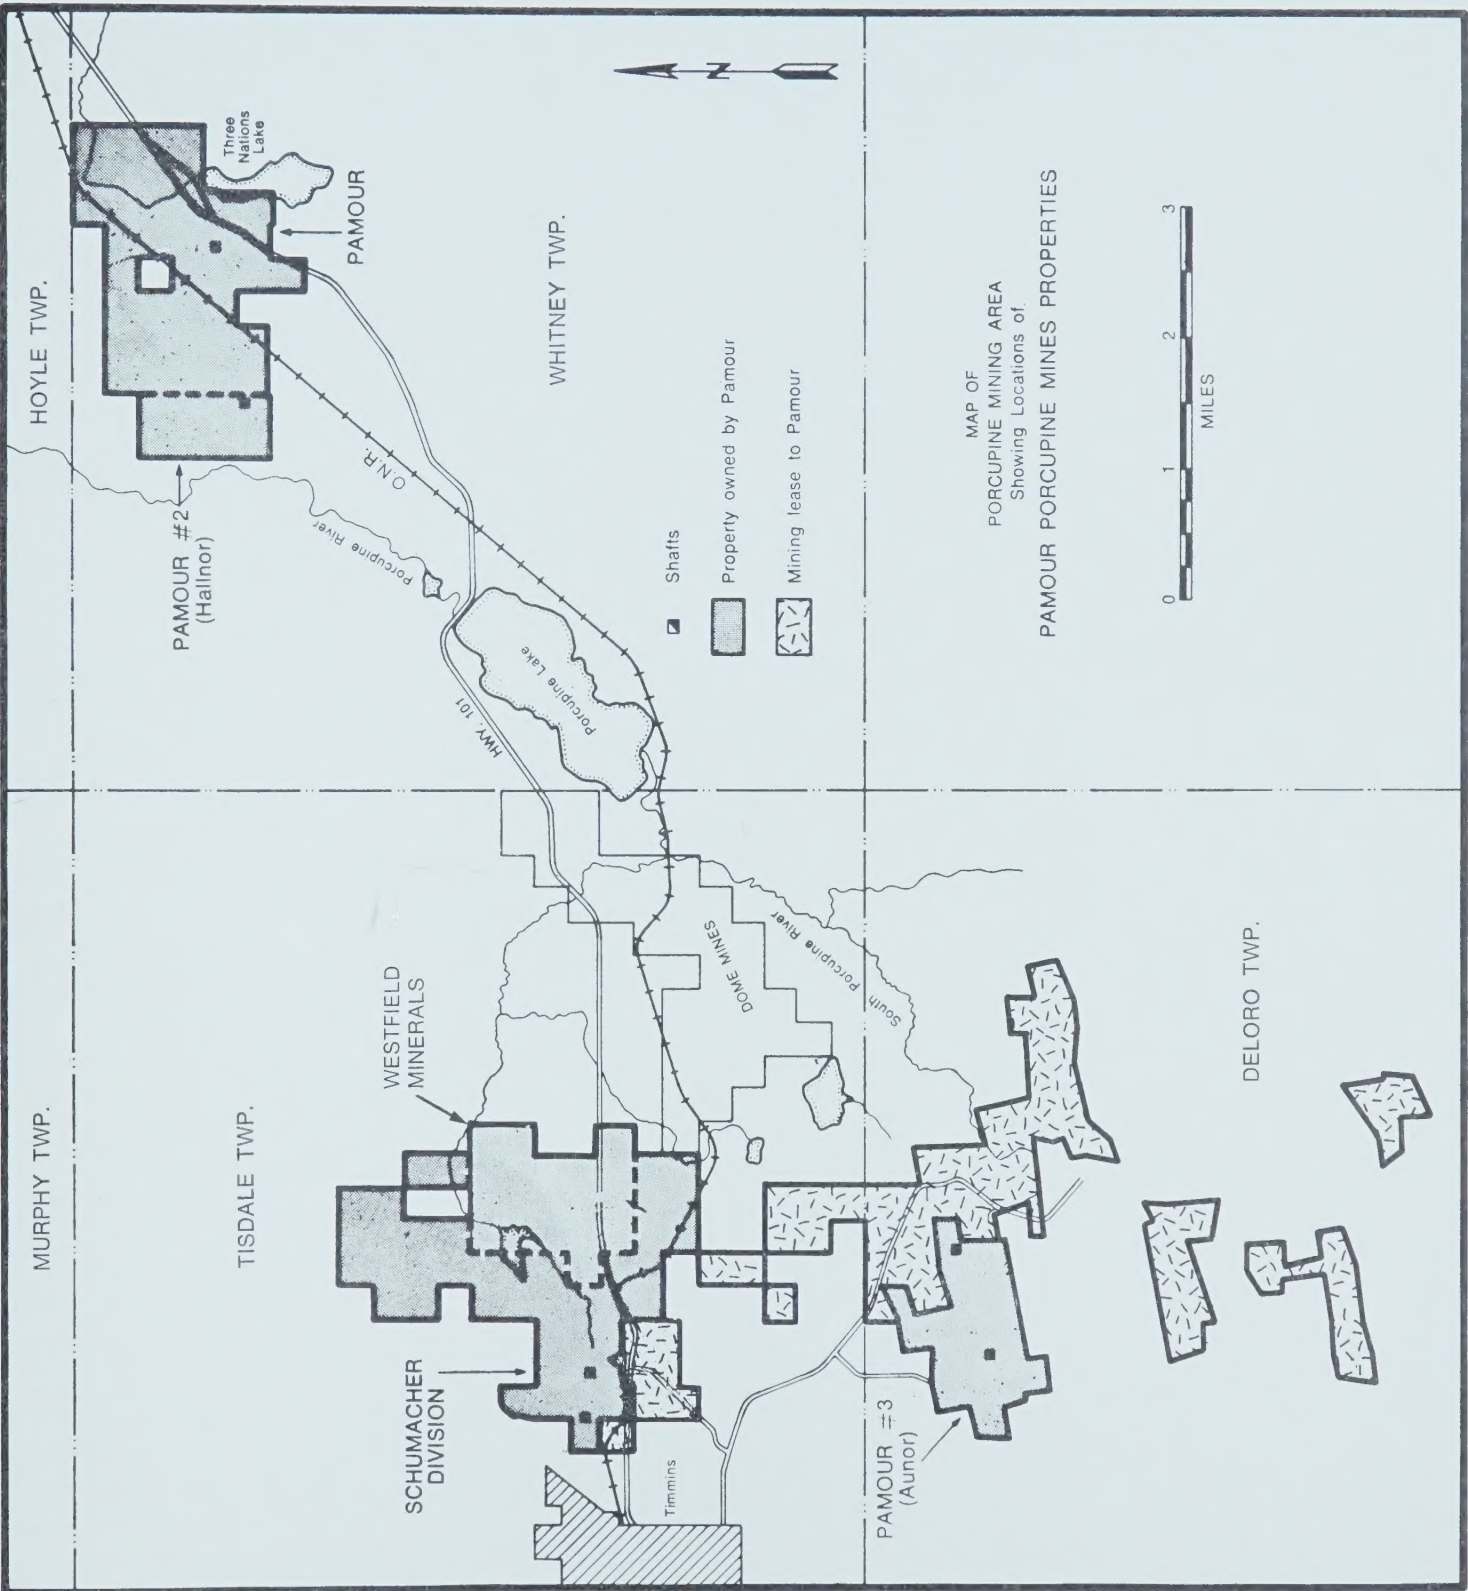 MURPHY TWP.
HOYLE TWP.
TISDALE TWP.
SCHUMACHER
DIVISION
WESTFIELD
MINERALS
PAMOUR #2
(Hallnor)
Three
Nations
Lake
PAMOUR
Porcupine River
O.N.R.
HWY. 101
Porcupine Lake
WHITNEY TWP.
N
Timmins
DOME MINES
South Porcupine River
PAMOUR #3
(Aunor)
DELORO TWP.
Shafts
Property owned by Pamour
Mining lease to Pamour
MAP OF
PORCUPINE MINING AREA
Showing Locations of
PAMOUR PORCUPINE MINES PROPERTIES
0 1 2 3
MILES